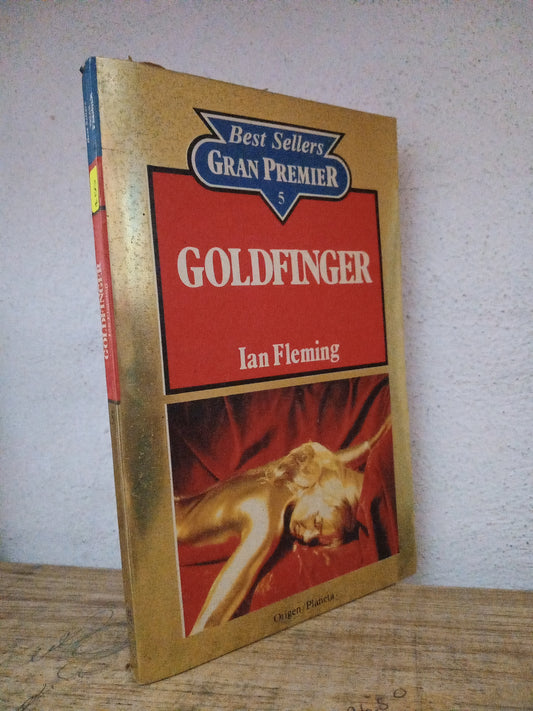 Best Sellers
GRAN PREMIER
5
GOLDFINGER
Ian Fleming
Origen/Planeta
GOLDFINGER